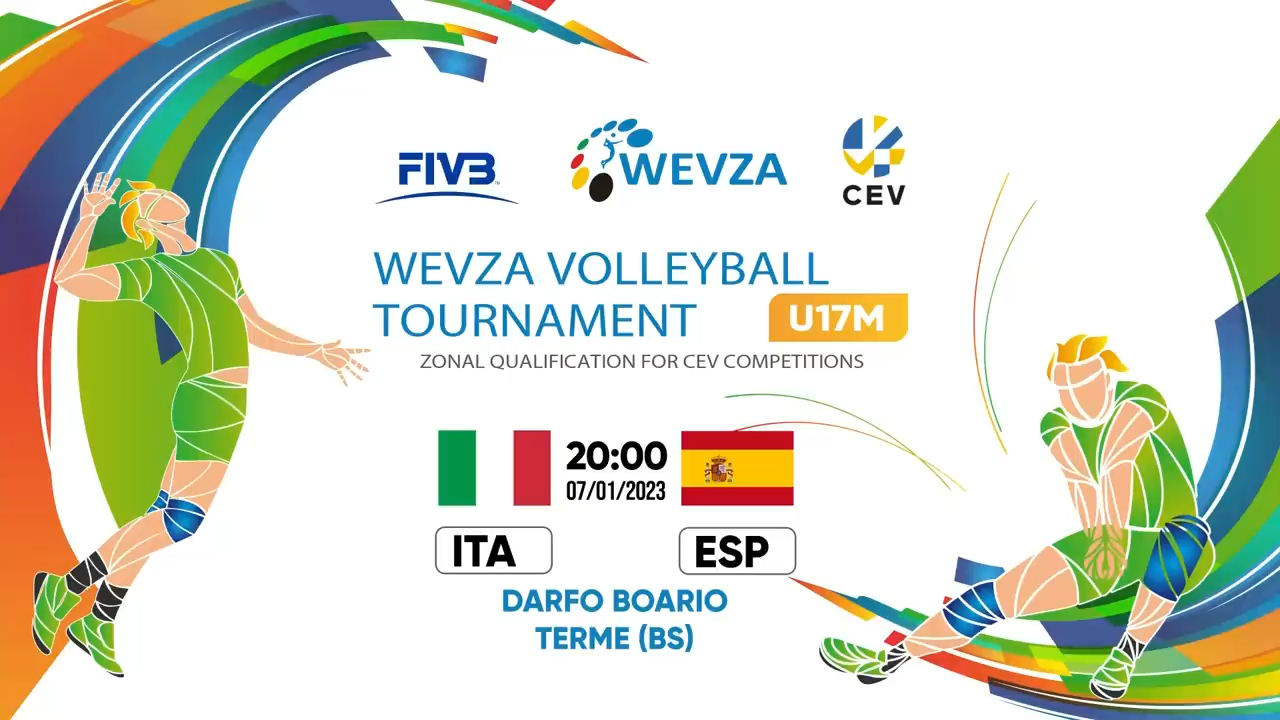 FIVB™
WEVZA
CEV
WEVZA VOLLEYBALL
TOURNAMENT
U17M
ZONAL QUALIFICATION FOR CEV COMPETITIONS
20:00
07/01/2023
ITA
ESP
DARFO BOARIO
TERME (BS)